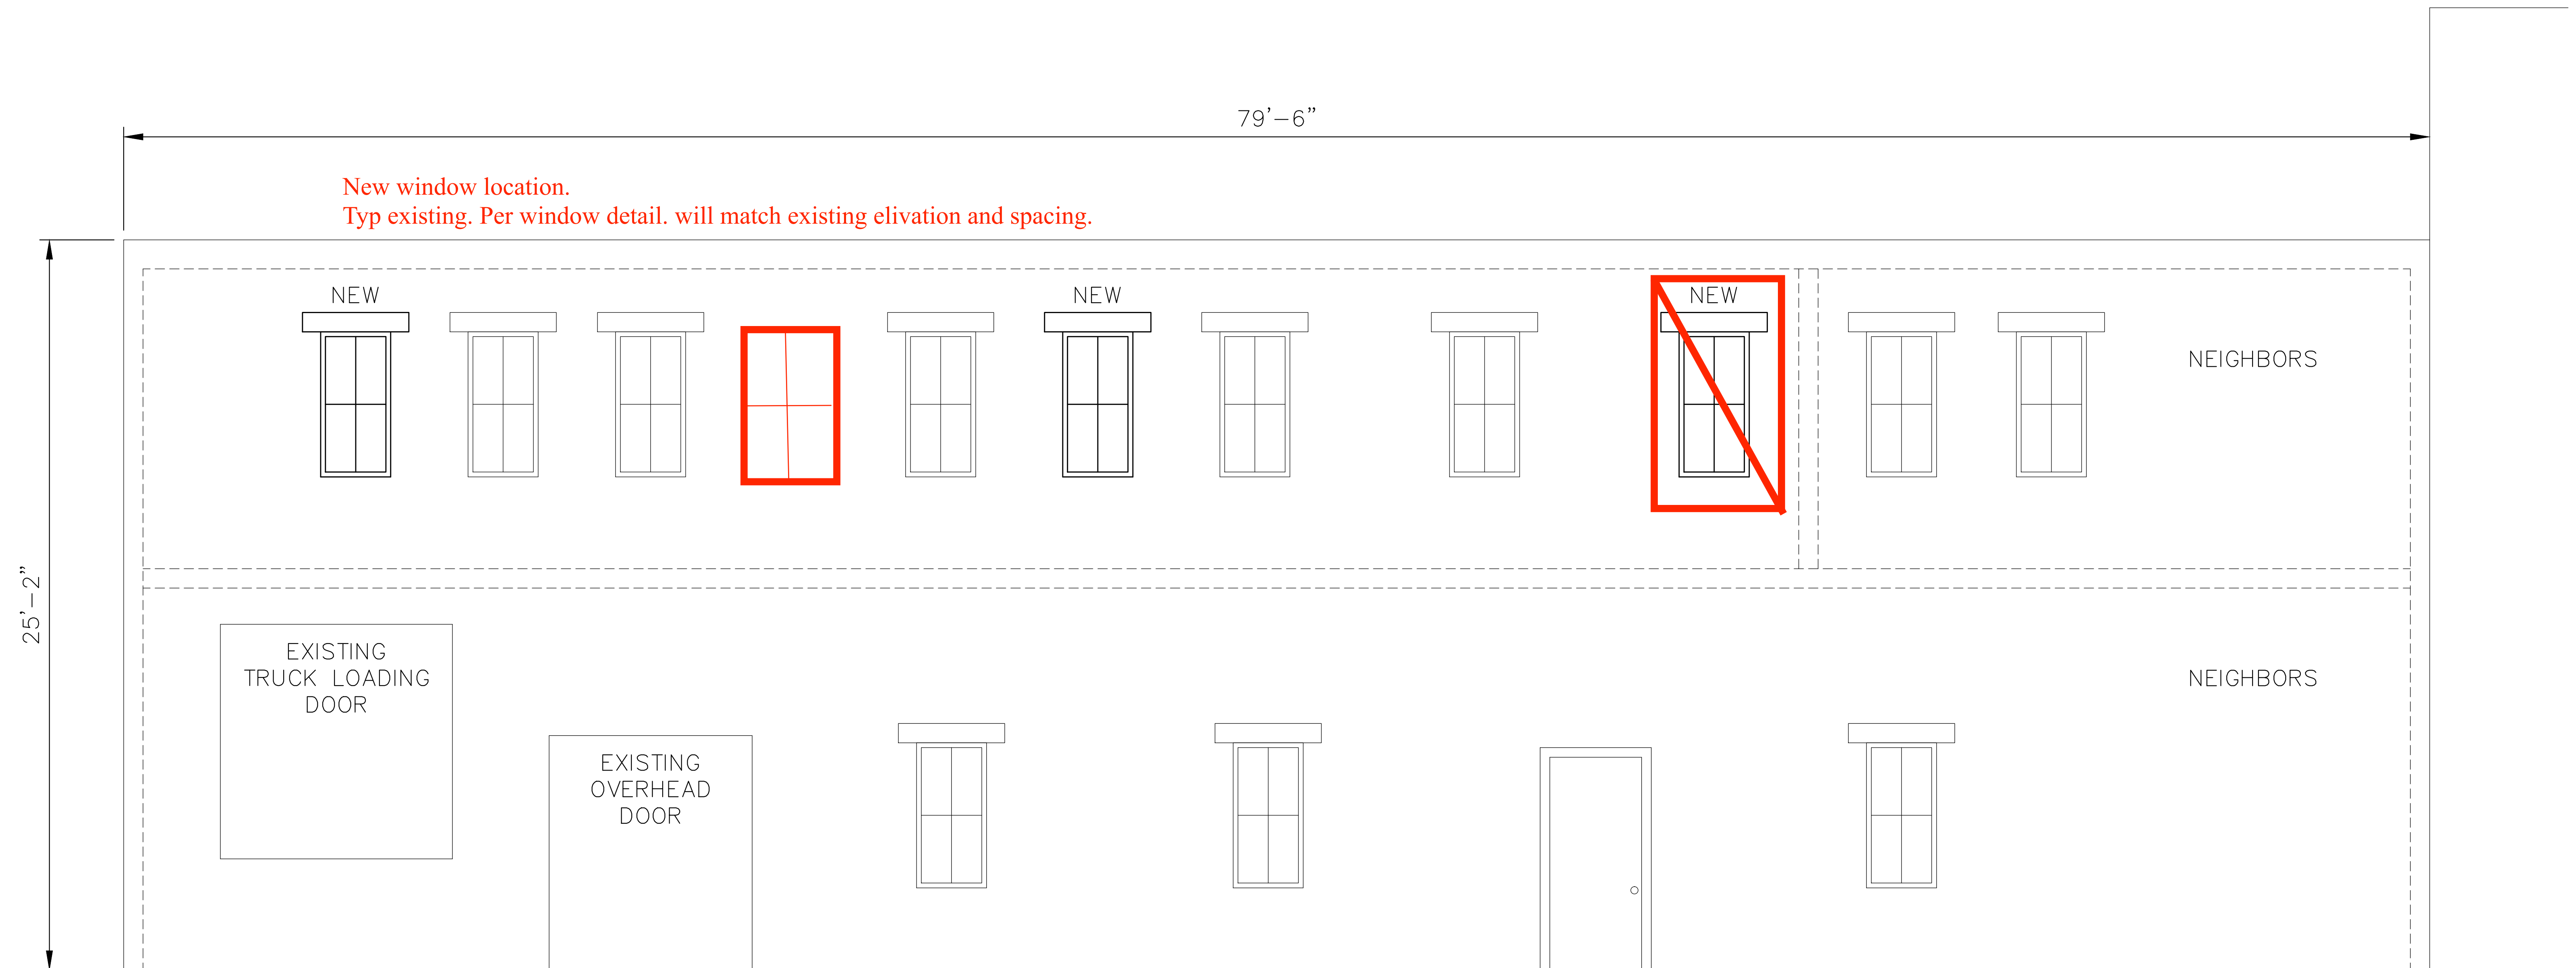 79'-6"
New window location.
Typ existing. Per window detail. will match existing elivation and spacing.
NEW
NEW
NEW
NEIGHBORS
25'-2"
EXISTING
TRUCK LOADING
DOOR
NEIGHBORS
EXISTING
OVERHEAD
DOOR